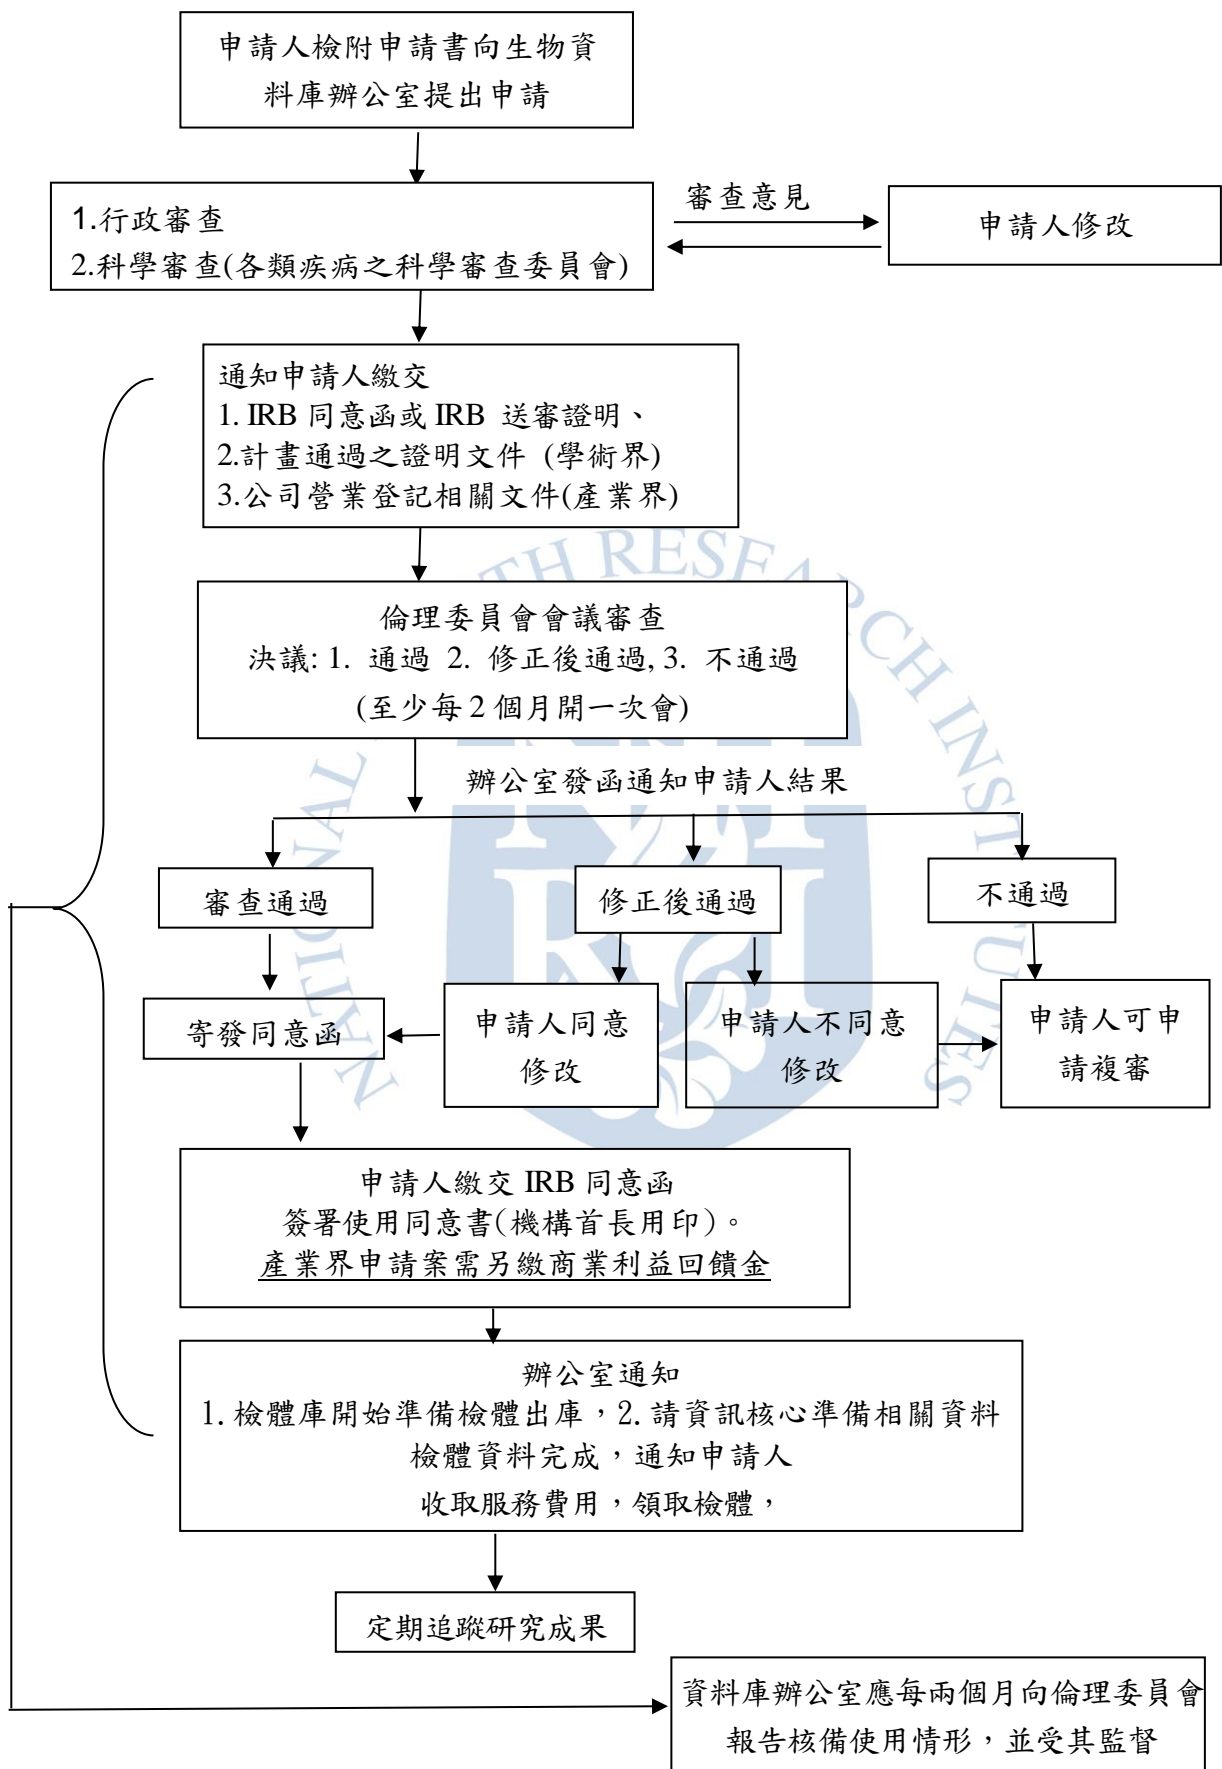 申請人檢附申請書向生物資
料庫辦公室提出申請
1.行政審查
2.科學審查(各類疾病之科學審查委員會)
審查意見
申請人修改
通知申請人繳交
1. IRB 同意函或 IRB 送審證明、
2.計畫通過之證明文件 (學術界)
3.公司營業登記相關文件(產業界)
倫理委員會會議審查
決議: 1. 通過 2. 修正後通過, 3. 不通過
(至少每 2 個月開一次會)
辦公室發函通知申請人結果
審查通過
修正後通過
不通過
寄發同意函
申請人同意
修改
申請人不同意
修改
申請人可申
請複審
申請人繳交 IRB 同意函
簽署使用同意書(機構首長用印)。
產業界申請案需另繳商業利益回饋金
辦公室通知
1. 檢體庫開始準備檢體出庫，2. 請資訊核心準備相關資料
檢體資料完成，通知申請人
收取服務費用，領取檢體，
定期追蹤研究成果
資料庫辦公室應每兩個月向倫理委員會
報告核備使用情形，並受其監督